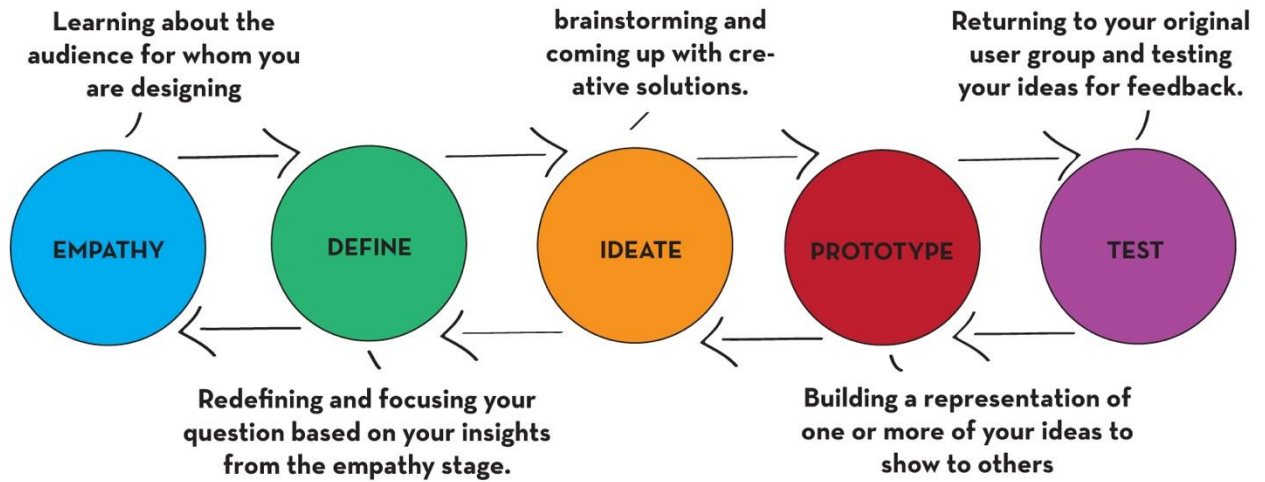 Learning about the
audience for whom you
are designing
brainstorming and
coming up with cre-
ative solutions.
Returning to your original
user group and testing
your ideas for feedback.
EMPATHY
DEFINE
IDEATE
PROTOTYPE
TEST
Redefining and focusing your
question based on your insights
from the empathy stage.
Building a representation of
one or more of your ideas to
show to others